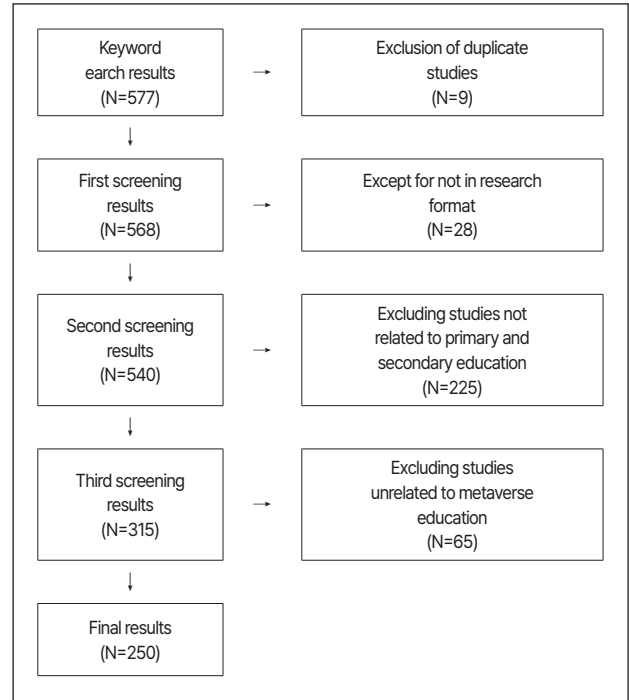 Keyword
earch results
(N=577)
→
Exclusion of duplicate
studies
(N=9)
↓
First screening
results
(N=568)
→
Except for not in research
format
(N=28)
↓
Second screening
results
(N=540)
→
Excluding studies not
related to primary and
secondary education
(N=225)
↓
Third screening
results
(N=315)
→
Excluding studies
unrelated to metaverse
education
(N=65)
↓
Final results
(N=250)